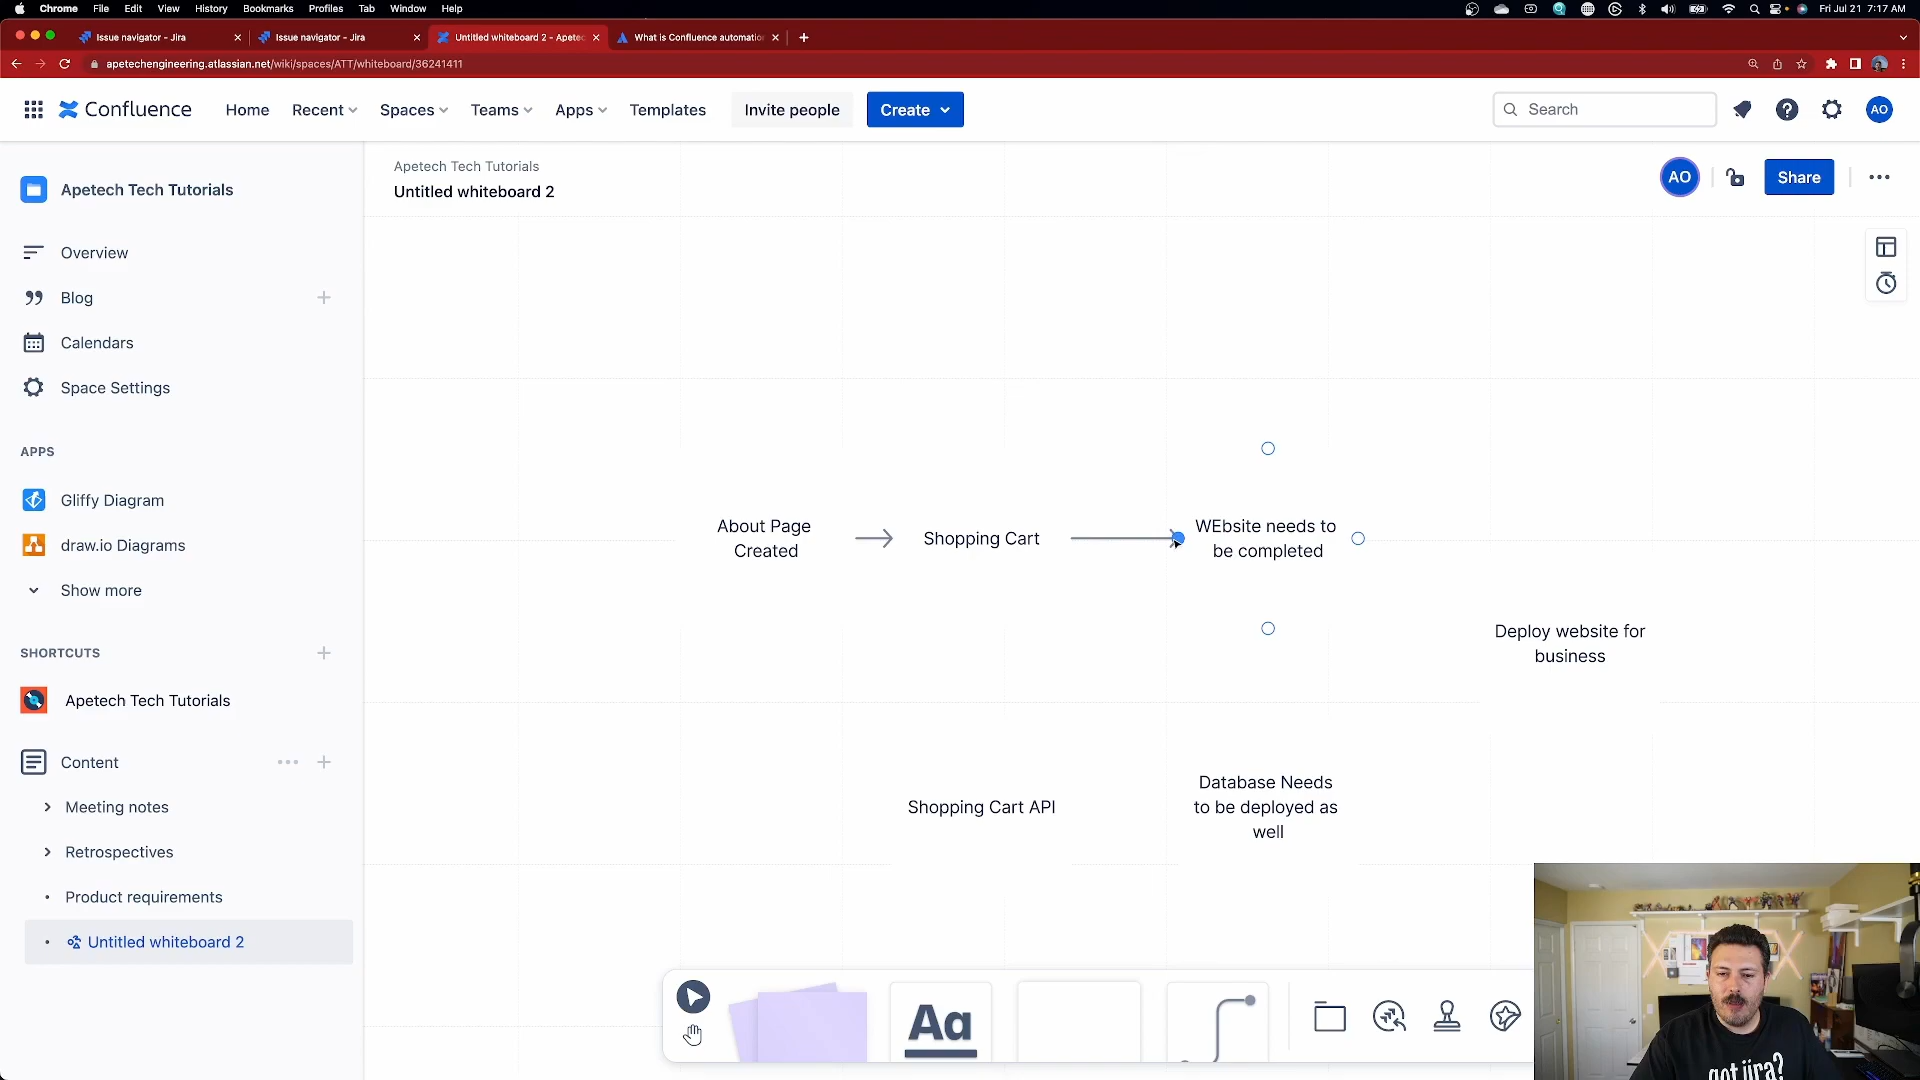 Chrome File Edit View History Bookmarks Profiles Tab Window Help
Fri Jul 21 7:17 AM
Issue navigator - Jira
Issue navigator - Jira
Untitled whiteboard 2 - Apetec
What is Confluence automation
apetechengineering.atlassian.net/wiki/spaces/ATT/whiteboard/36241411
Confluence
Home
Recent
Spaces
Teams
Apps
Templates
Invite people
Create
Search
AO
Apetech Tech Tutorials
Overview
Blog
Calendars
Space Settings
APPS
Gliffy Diagram
draw.io Diagrams
Show more
SHORTCUTS
Apetech Tech Tutorials
Content
Meeting notes
Retrospectives
Product requirements
Untitled whiteboard 2
Apetech Tech Tutorials
Untitled whiteboard 2
AO
Share
About Page
Created
Shopping Cart
WEbsite needs to
be completed
Deploy website for
business
Shopping Cart API
Database Needs
to be deployed as
well
Aa
got jira?